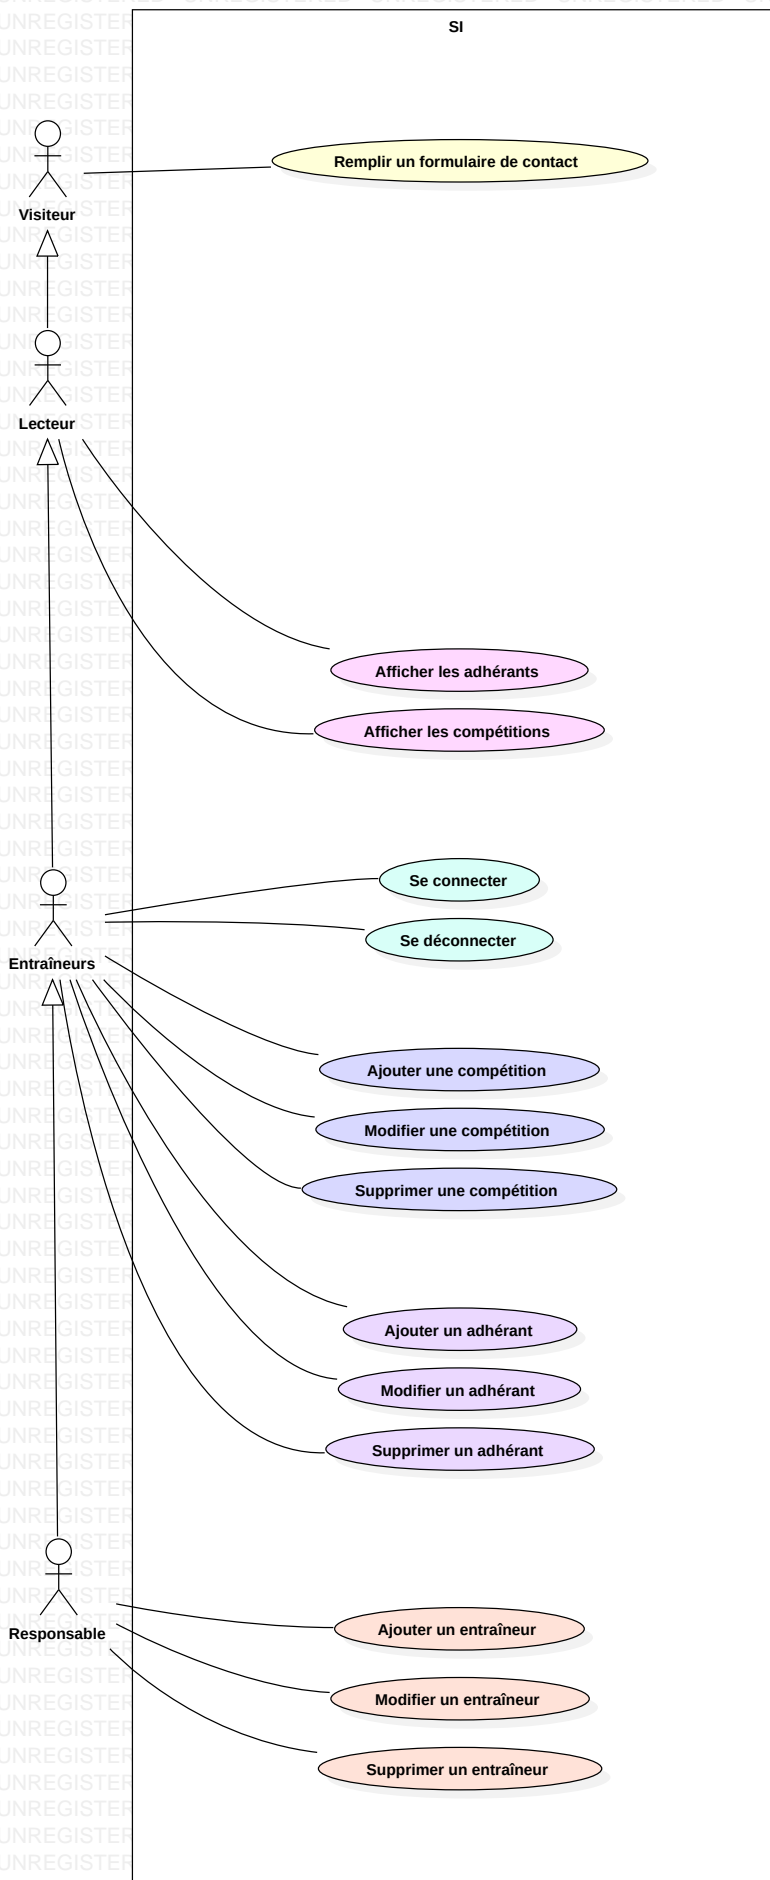 SI
Remplir un formulaire de contact
Visiteur
Lecteur
Afficher les adhérants
Afficher les compétitions
Se connecter
Se déconnecter
Entraîneurs
Ajouter une compétition
Modifier une compétition
Supprimer une compétition
Ajouter un adhérant
Modifier un adhérant
Supprimer un adhérant
Responsable
Ajouter un entraîneur
Modifier un entraîneur
Supprimer un entraîneur